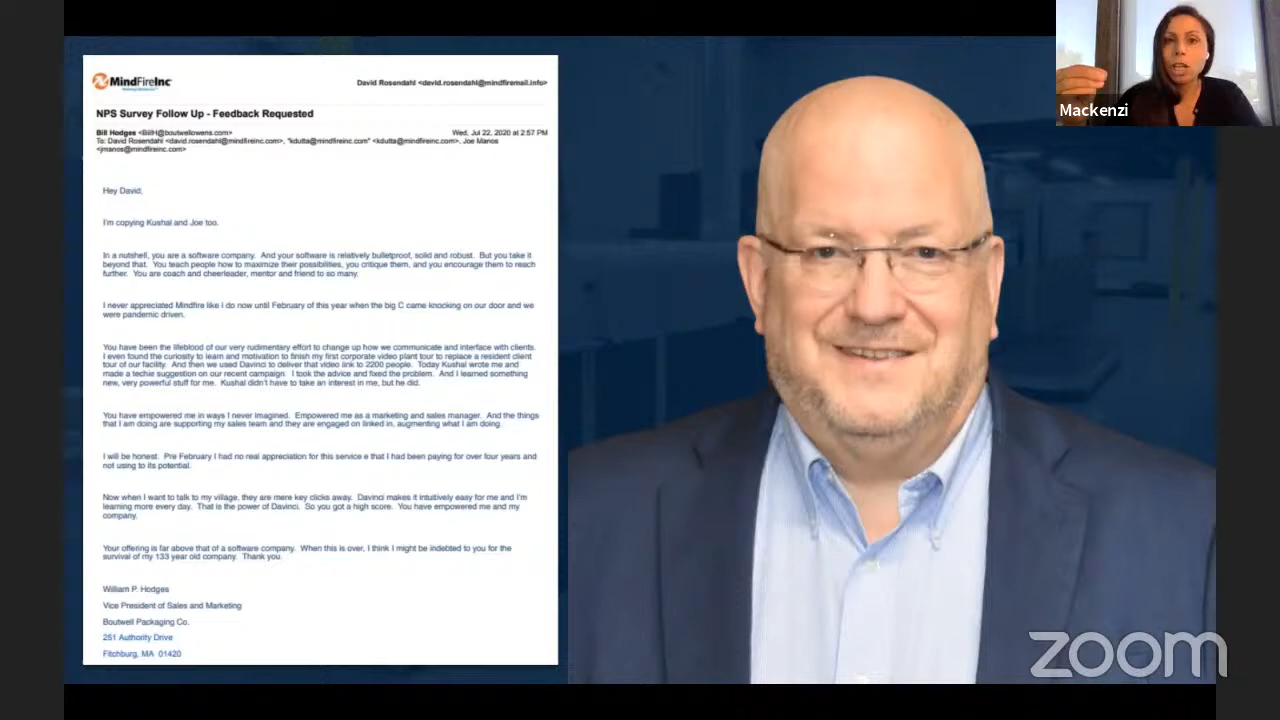 MindFireInc
David Rosendahl <david.rosendahl@mindfiremail.info>
NPS Survey Follow Up - Feedback Requested
Bill Hodges <BillH@boutwellowens.com>
Wed, Jul 22, 2020 at 2:57 PM
To: David Rosendahl <david.rosendahl@mindfireinc.com>, "kdutta@mindfireinc.com" <kdutta@mindfireinc.com>, Joe Manos
<jmanos@mindfireinc.com>
Hey David,
I'm copying Kushal and Joe too.
In a nutshell, you are a software company. And your software is relatively bulletproof, solid and robust. But you take it
beyond that. You teach people how to maximize their possibilities, you critique them, and you encourage them to reach
further. You are coach and cheerleader, mentor and friend to so many.
I never appreciated Mindfire like I do now until February of this year when the big C came knocking on our door and we
were pandemic driven.
You have been the lifeblood of our very rudimentary effort to change up how we communicate and interface with clients.
I even found the curiosity to learn and motivation to finish my first corporate video plant tour to replace a resident client
tour of our facility. And then we used Davinci to deliver that video link to 2200 people. Today Kushal wrote me and
made a techie suggestion on our recent campaign. I took the advice and fixed the problem. And I learned something
new, very powerful stuff for me. Kushal didn't have to take an interest in me, but he did.
You have empowered me in ways I never imagined. Empowered me as a marketing and sales manager. And the things
that I am doing are supporting my sales team and they are engaged on linked in, augmenting what I am doing.
I will be honest. Pre February I had no real appreciation for this service e that I had been paying for over four years and
not using to its potential.
Now when I want to talk to my village, they are mere key clicks away. Davinci makes it intuitively easy for me and I'm
learning more every day. That is the power of Davinci. So you got a high score. You have empowered me and my
company.
Your offering is far above that of a software company. When this is over, I think I might be indebted to you for the
survival of my 133 year old company. Thank you.
William P. Hodges
Vice President of Sales and Marketing
Boutwell Packaging Co.
251 Authority Drive
Fitchburg, MA 01420
Mackenzi
zoom